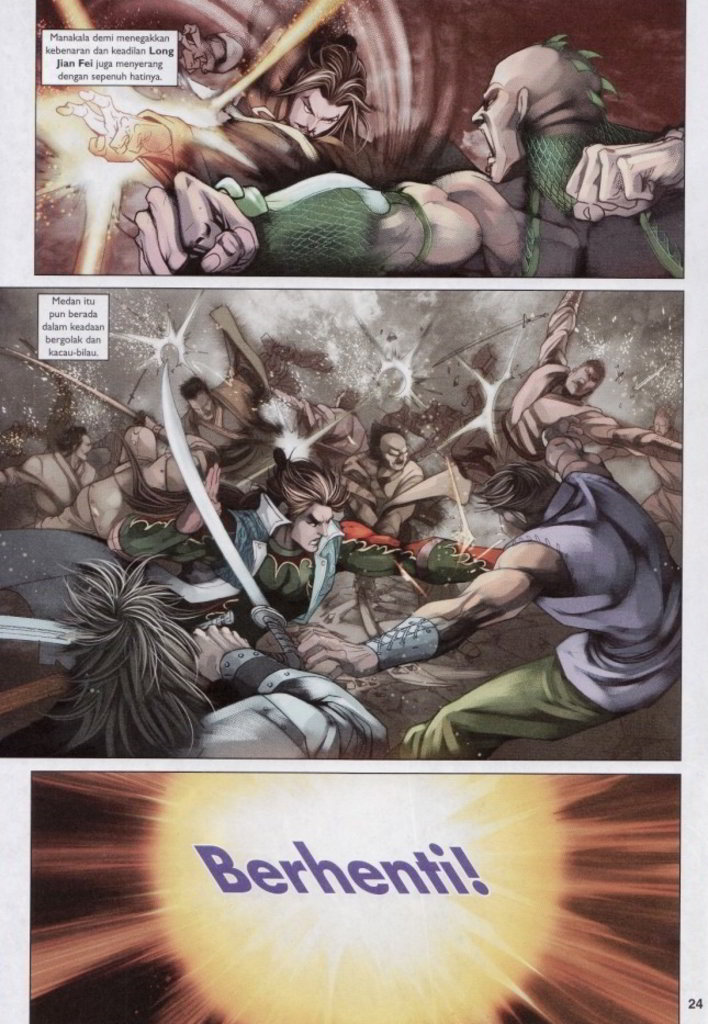 Manakala demi menegakkan
kebenaran dan keadilan Long
Jian Fei juga menyerang
dengan sepenuh hatinya.
Medan itu
pun berada
dalam keadaan
bergolak dan
kacau-bilau.
Berhenti!
24